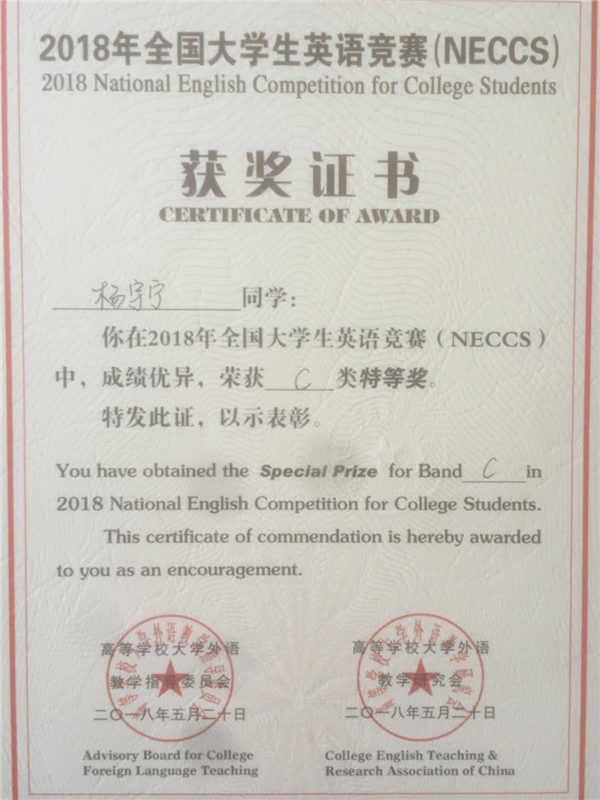 2018年全国大学生英语竞赛(NECCS)
2018 National English Competition for College Students
获奖证书
CERTIFICATE OF AWARD
杨宇宁 同学:
你在2018年全国大学生英语竞赛(NECCS)
中，成绩优异，荣获 C 类特等奖。
特发此证，以示表彰。
You have obtained the Special Prize for Band C in
2018 National English Competition for College Students.
This certificate of commendation is hereby awarded
to you as an encouragement.
高等学校大学外语
教学指导委员会
二〇一八年五月二十日
Advisory Board for College
Foreign Language Teaching
高等学校大学外语
教学研究会
二〇一八年五月二十日
College English Teaching &
Research Association of China